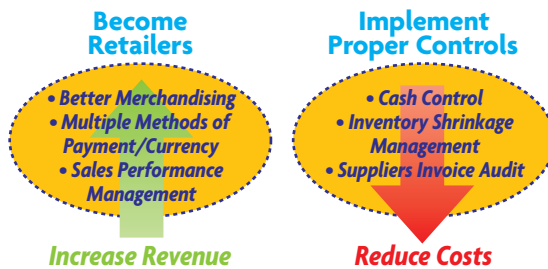 Become
Retailers
• Better Merchandising
• Multiple Methods of
Payment/Currency
• Sales Performance
Management
Increase Revenue
Implement
Proper Controls
• Cash Control
• Inventory Shrinkage
Management
• Suppliers Invoice Audit
Reduce Costs